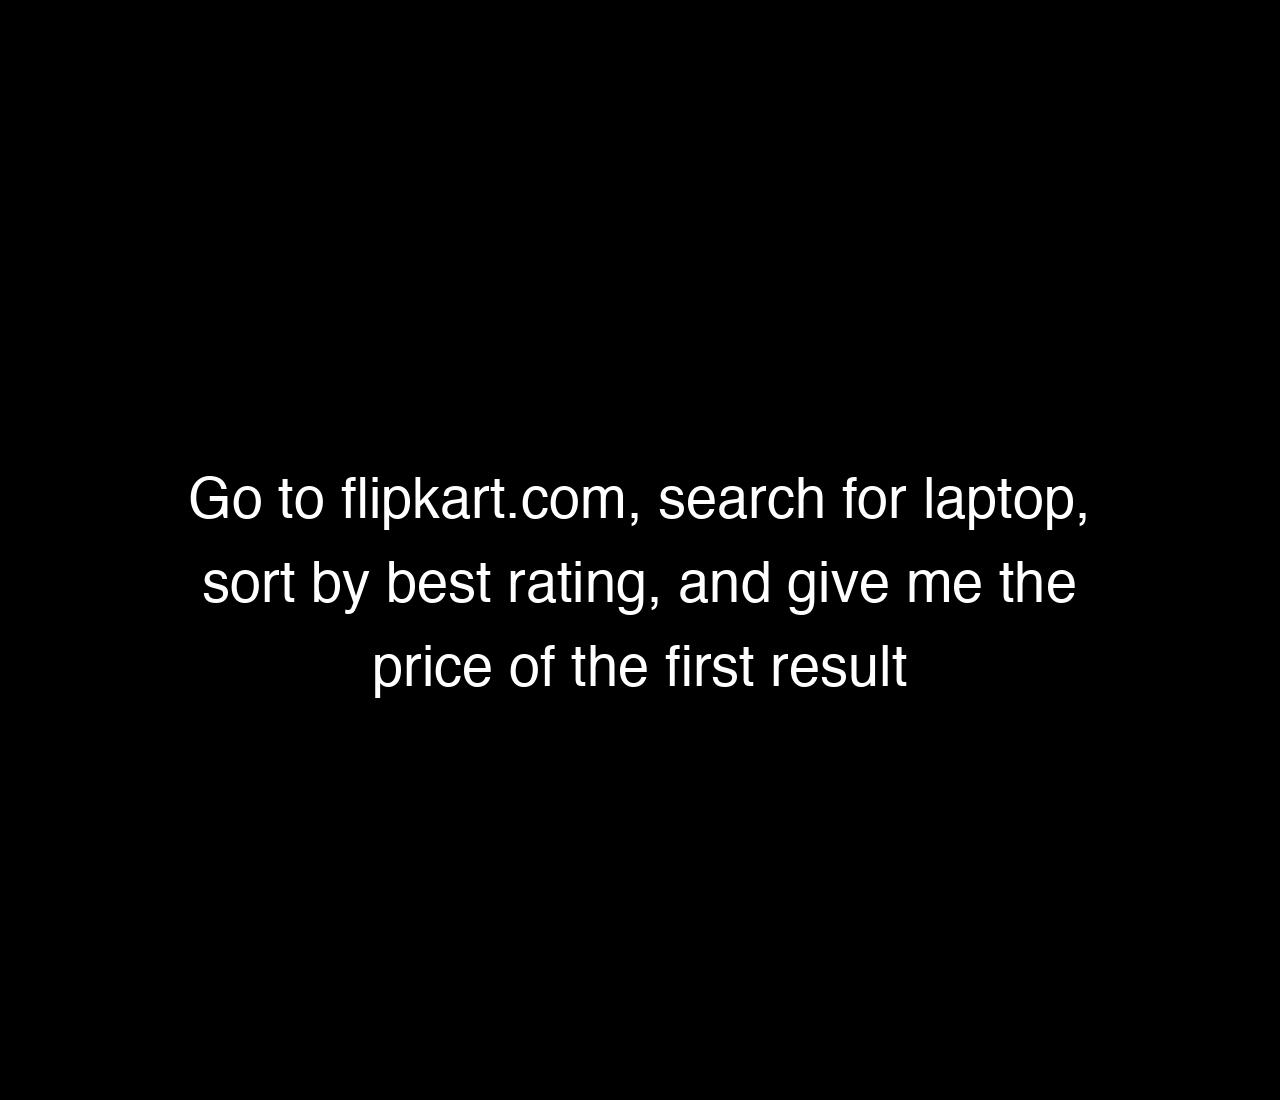 Go to flipkart.com, search for laptop,
sort by best rating, and give me the
price of the first result